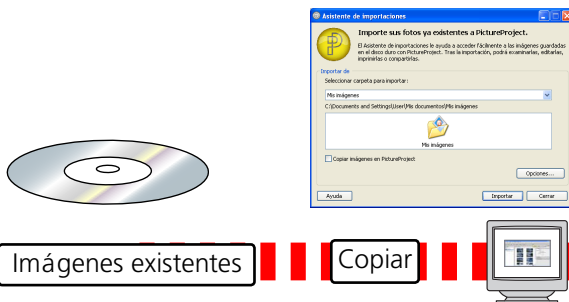 Asistente de importaciones
Importe sus fotos ya existentes a PictureProject.
El Asistente de importaciones le ayuda a acceder fácilmente a las imágenes guardadas
en el disco duro con PictureProject. Tras la importación, podrá examinarlas, editarlas,
imprimirlas o compartirlas.
Importar de
Seleccionar carpeta para importar:
Mis imágenes
C:\Documents and Settings\User\Mis documentos\Mis imágenes
Mis imágenes
Copiar imágenes en PictureProject
Opciones...
Ayuda
Importar
Cerrar
Imágenes existentes
Copiar